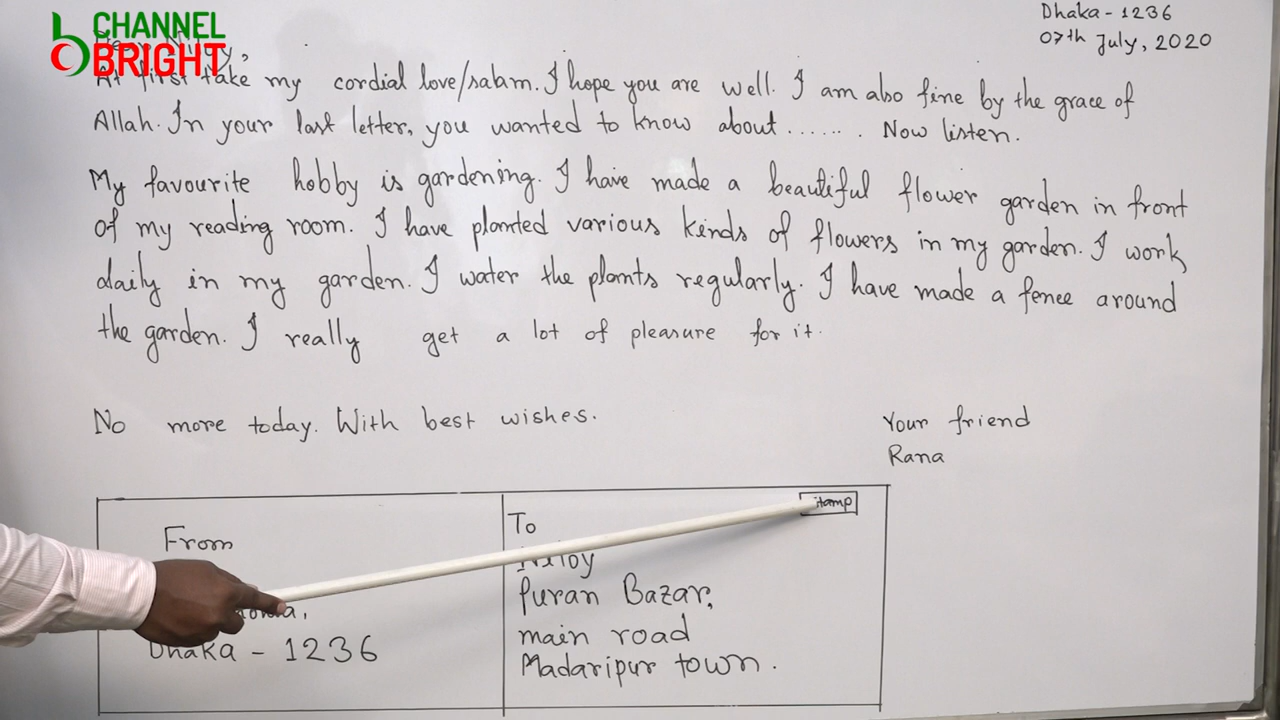 CHANNEL
BRIGHT
Dhaka - 1236
07th July, 2020
At first take my cordial love/salam. I hope you are well. I am also fine by the grace of
Allah. In your last letter, you wanted to know about....... Now listen.
My favourite hobby is gardening. I have made a beautiful flower garden in front
of my reading room. I have planted various kinds of flowers in my garden. I work
daily in my garden. I water the plants regularly. I have made a fence around
the garden. I really get a lot of pleasure for it.
No more today. With best wishes.
Your friend
Rana
From
Dhaka - 1236
To
Stamp
Niloy
Puran Bazar,
main road
Madaripur town.